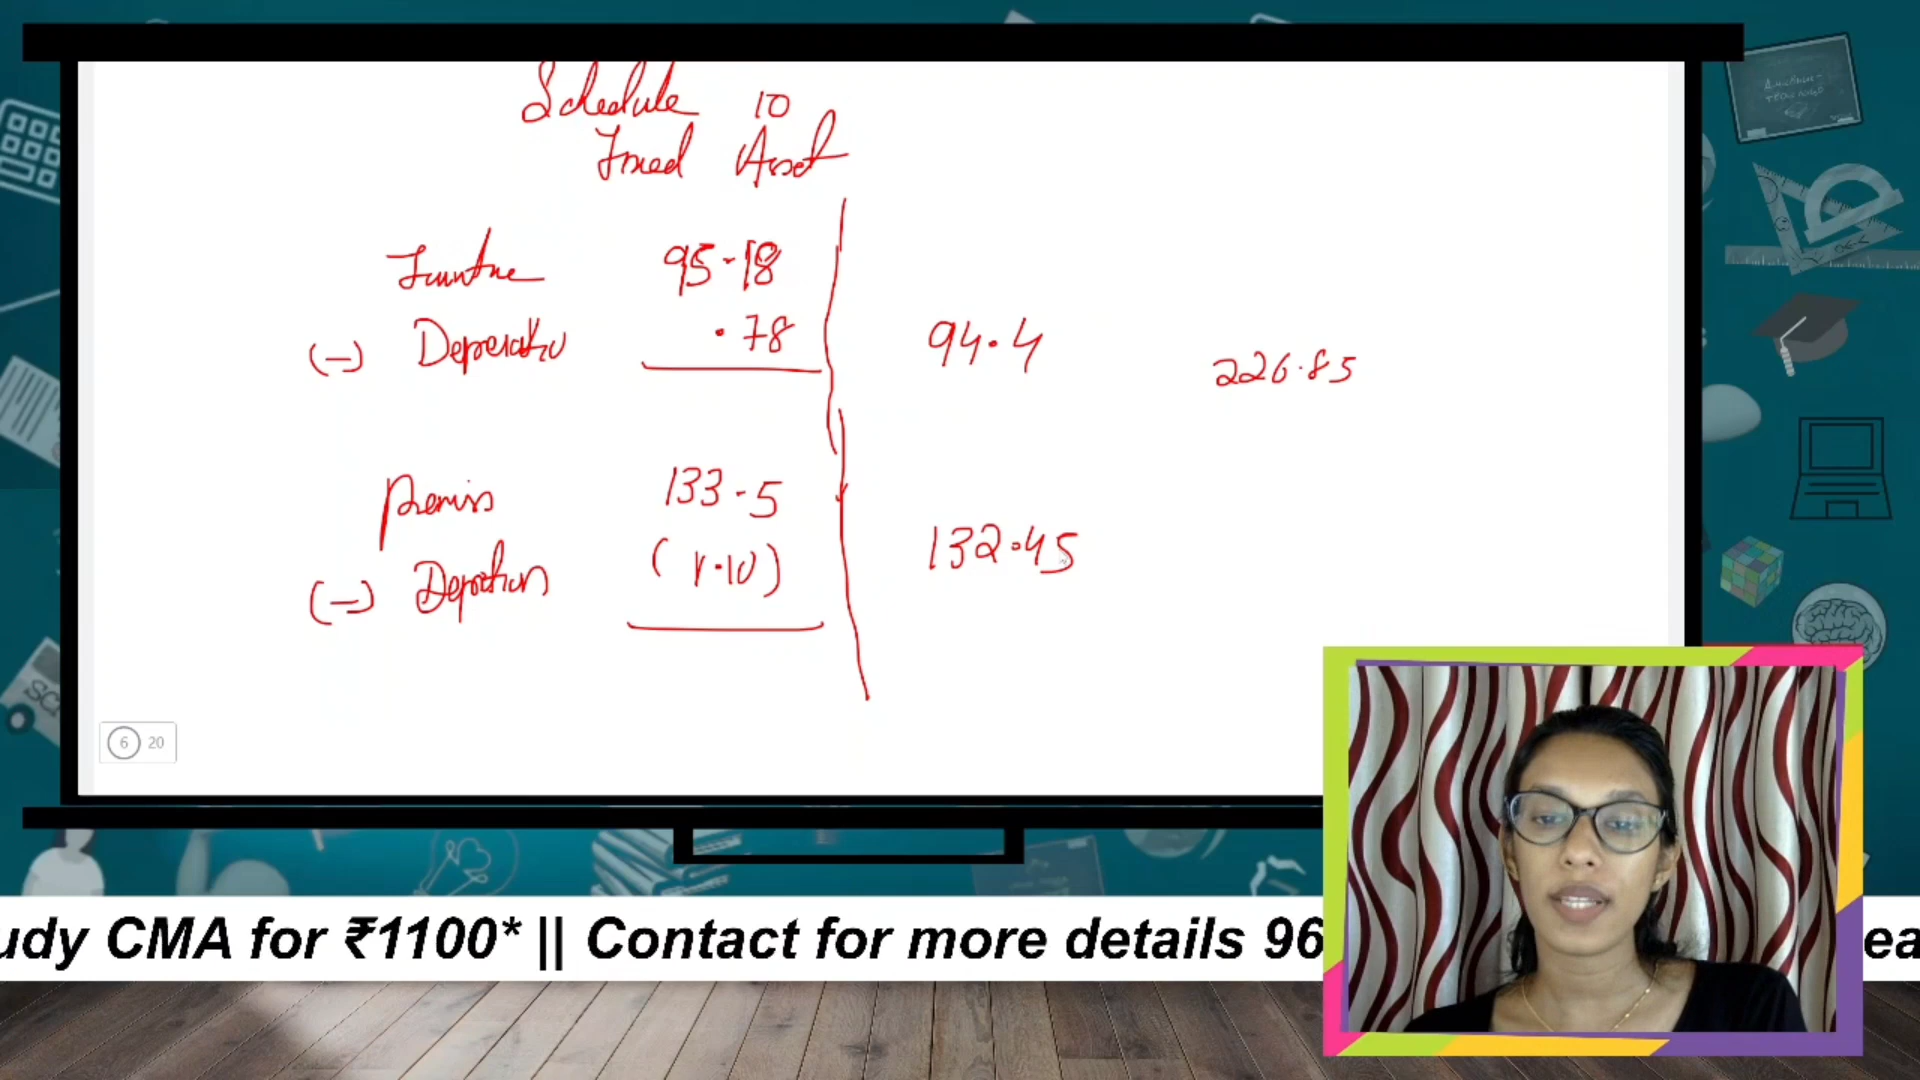 Schedule 10
Fixed Asset
Furniture 95.18
(-) Depreciation .78 94.4 226.85
Premiss 133.5
(-) Depreciation (1.10) 132.45
6 20
udy CMA for ₹1100* || Contact for more details 96
ea